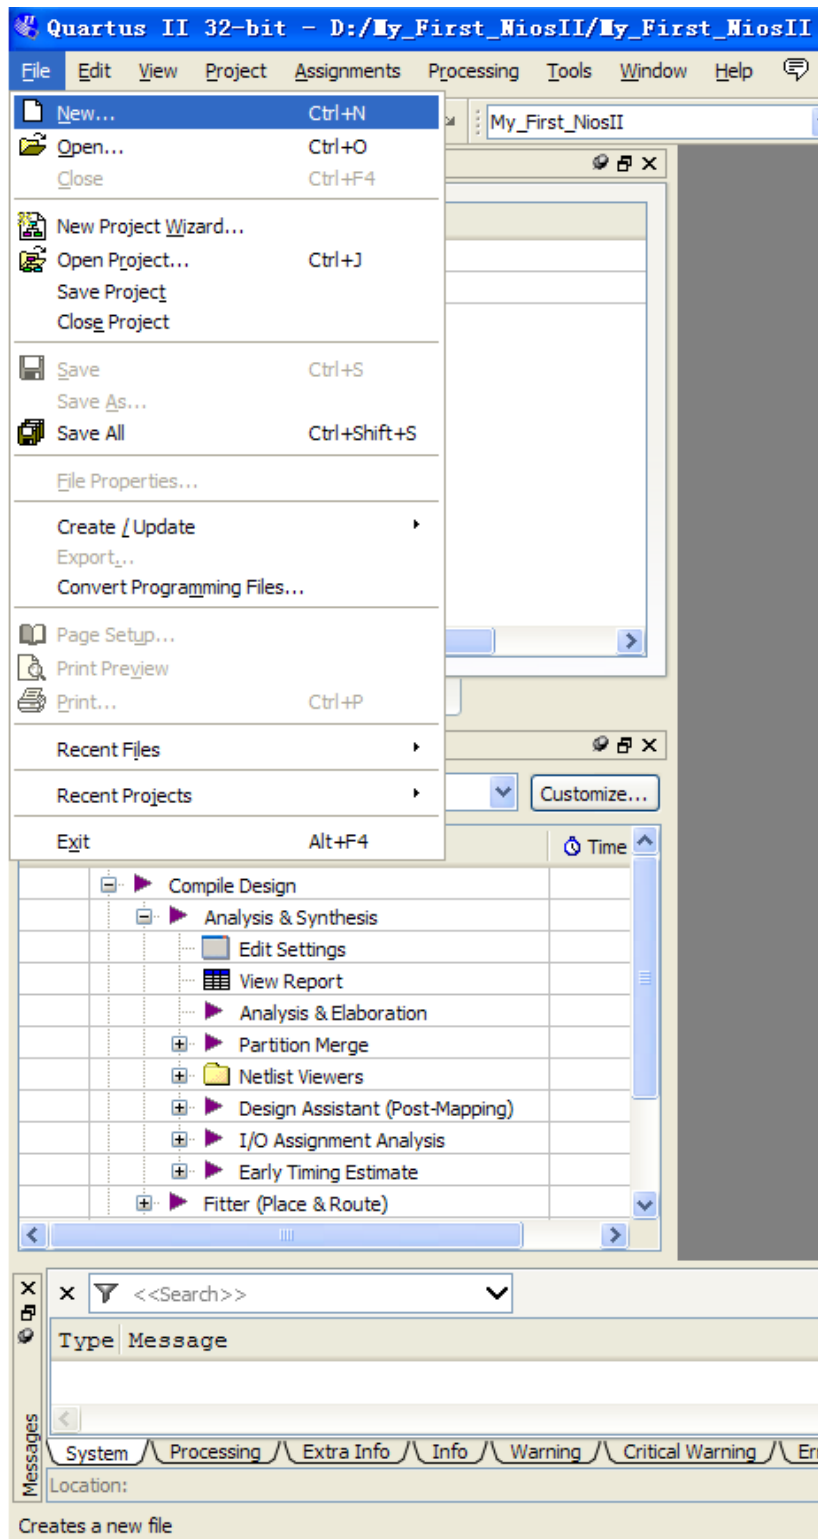 Quartus II 32-bit - D:/My_First_NiosII/My_First_NiosII
File Edit View Project Assignments Processing Tools Window Help
New... Ctrl+N
My_First_NiosII
Open... Ctrl+O
Close Ctrl+F4
New Project Wizard...
Open Project... Ctrl+J
Save Project
Close Project
Save Ctrl+S
Save As...
Save All Ctrl+Shift+S
File Properties...
Create / Update
Export...
Convert Programming Files...
Page Setup...
Print Preview
Print... Ctrl+P
Recent Files
Recent Projects
Customize...
Exit Alt+F4
Time
Compile Design
Analysis & Synthesis
Edit Settings
View Report
Analysis & Elaboration
Partition Merge
Netlist Viewers
Design Assistant (Post-Mapping)
I/O Assignment Analysis
Early Timing Estimate
Fitter (Place & Route)
<<Search>>
Type Message
Messages
System Processing Extra Info Info Warning Critical Warning Er
Location:
Creates a new file